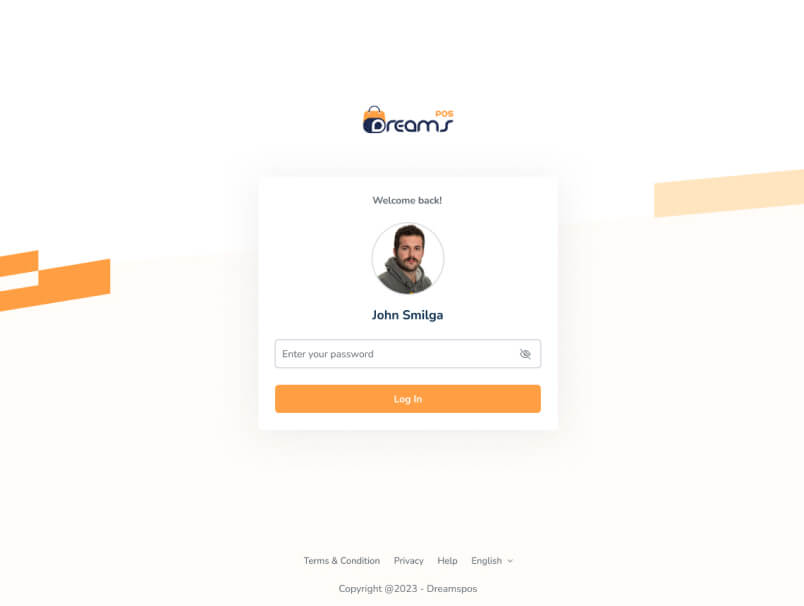 POS
Dreams
Welcome back!
John Smilga
Enter your password
Log In
Terms & Condition Privacy Help English
Copyright @2023 - Dreamspos